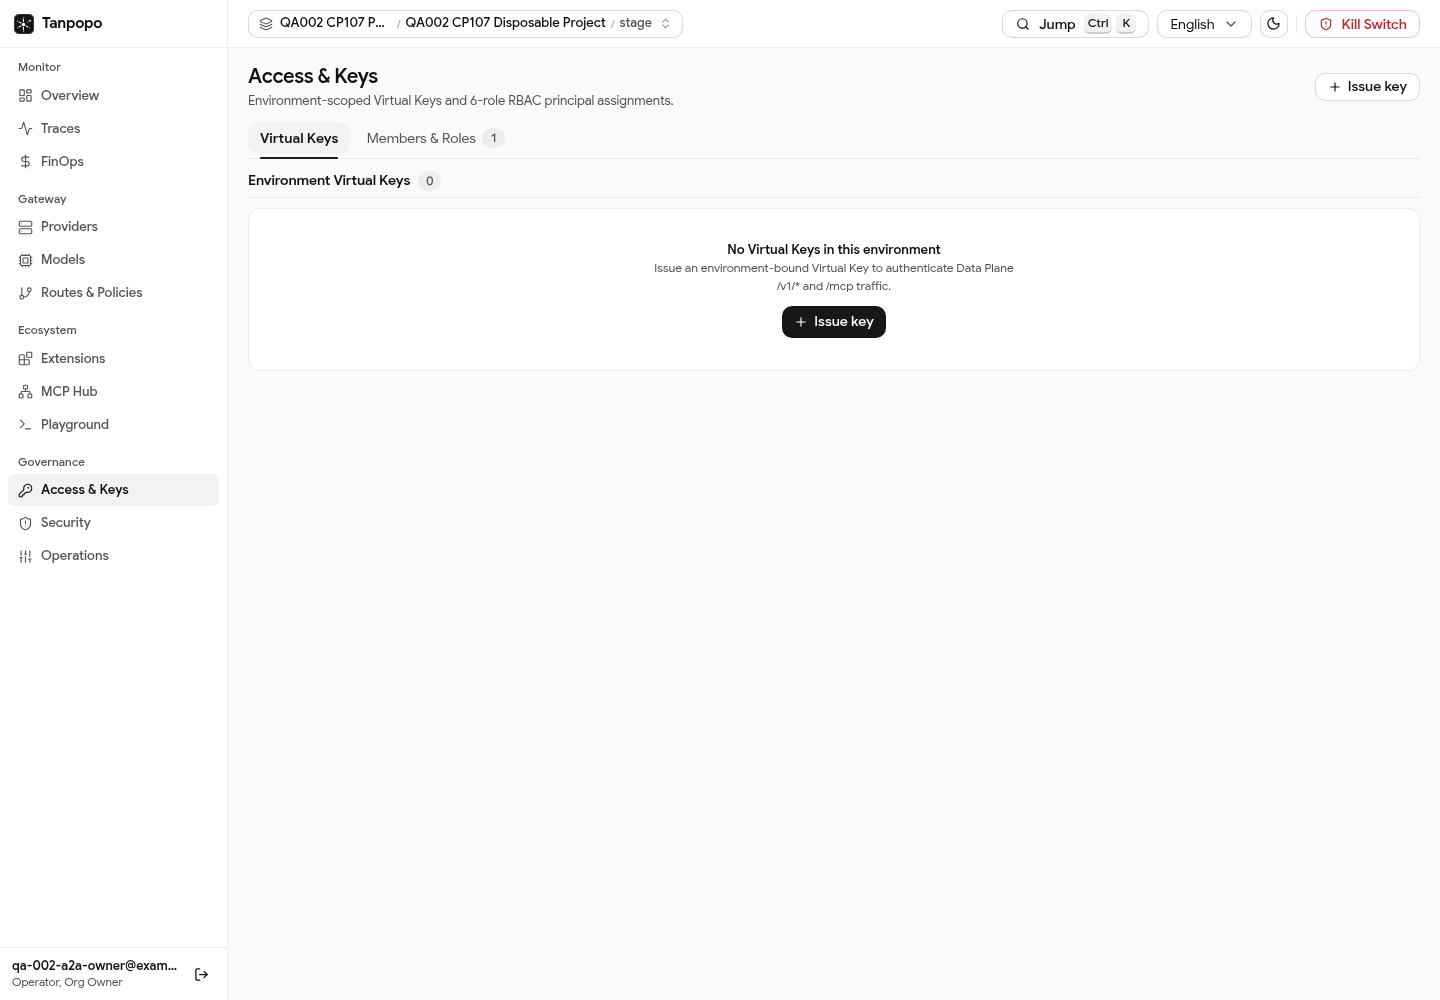 Tanpopo
QA002 CP107 P... / QA002 CP107 Disposable Project / stage
Jump Ctrl K
English
Kill Switch
Monitor
Overview
Traces
FinOps
Gateway
Providers
Models
Routes & Policies
Ecosystem
Extensions
MCP Hub
Playground
Governance
Access & Keys
Security
Operations
qa-002-a2a-owner@exam...
Operator, Org Owner
Access & Keys
Environment-scoped Virtual Keys and 6-role RBAC principal assignments.
Issue key
Virtual Keys
Members & Roles 1
Environment Virtual Keys 0
No Virtual Keys in this environment
Issue an environment-bound Virtual Key to authenticate Data Plane
/v1/* and /mcp traffic.
Issue key